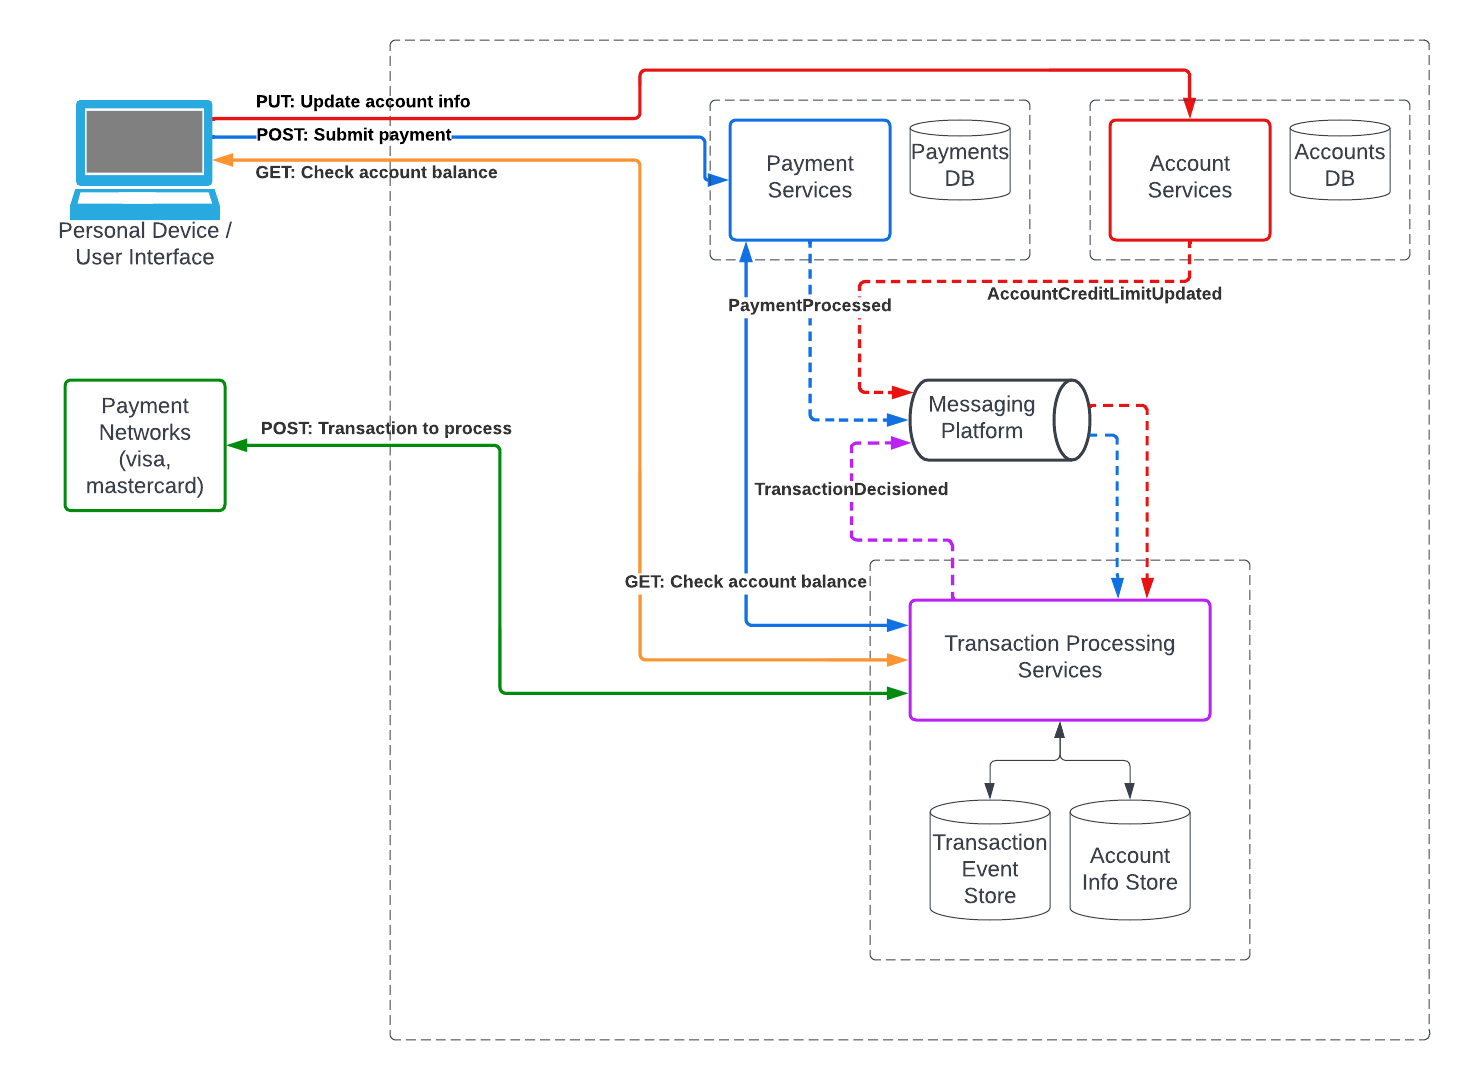 PUT: Update account info
POST: Submit payment
GET: Check account balance
Personal Device /
User Interface
Payment
Services
Payments
DB
Account
Services
Accounts
DB
PaymentProcessed
AccountCreditLimitUpdated
Payment
Networks
(visa,
mastercard)
POST: Transaction to process
Messaging
Platform
TransactionDecisioned
GET: Check account balance
Transaction Processing
Services
Transaction
Event
Store
Account
Info Store